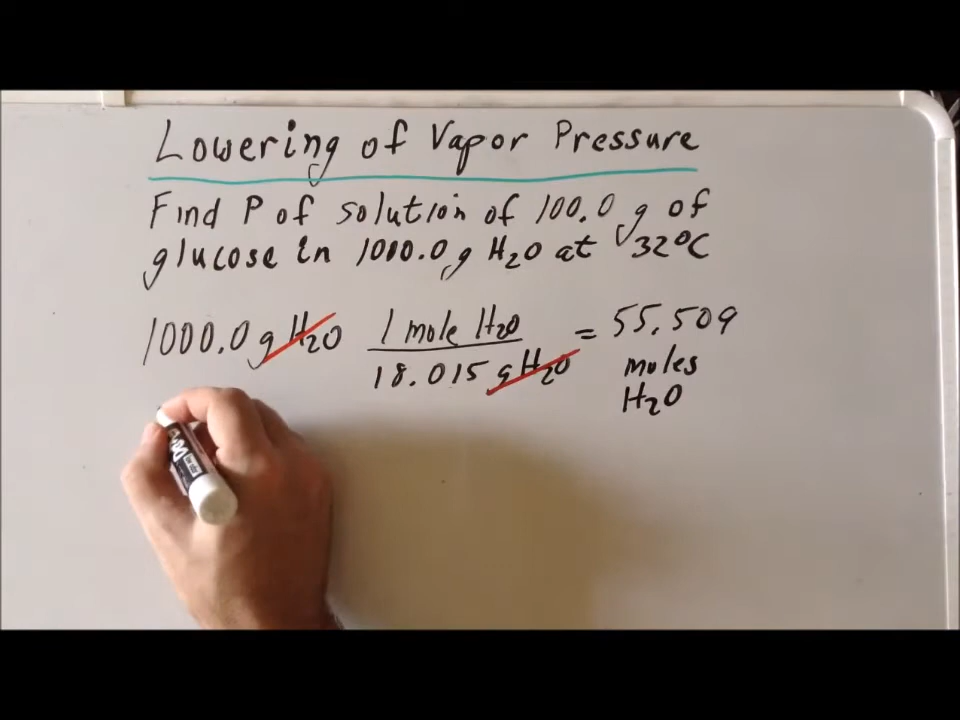 Lowering of Vapor Pressure
Find P of solution of 100.0 g of
glucose in 1000.0 g H₂O at 32°C
1000.0 g H₂O 1 mole H₂O = 55.509
18.015 g H₂O moles
H₂O